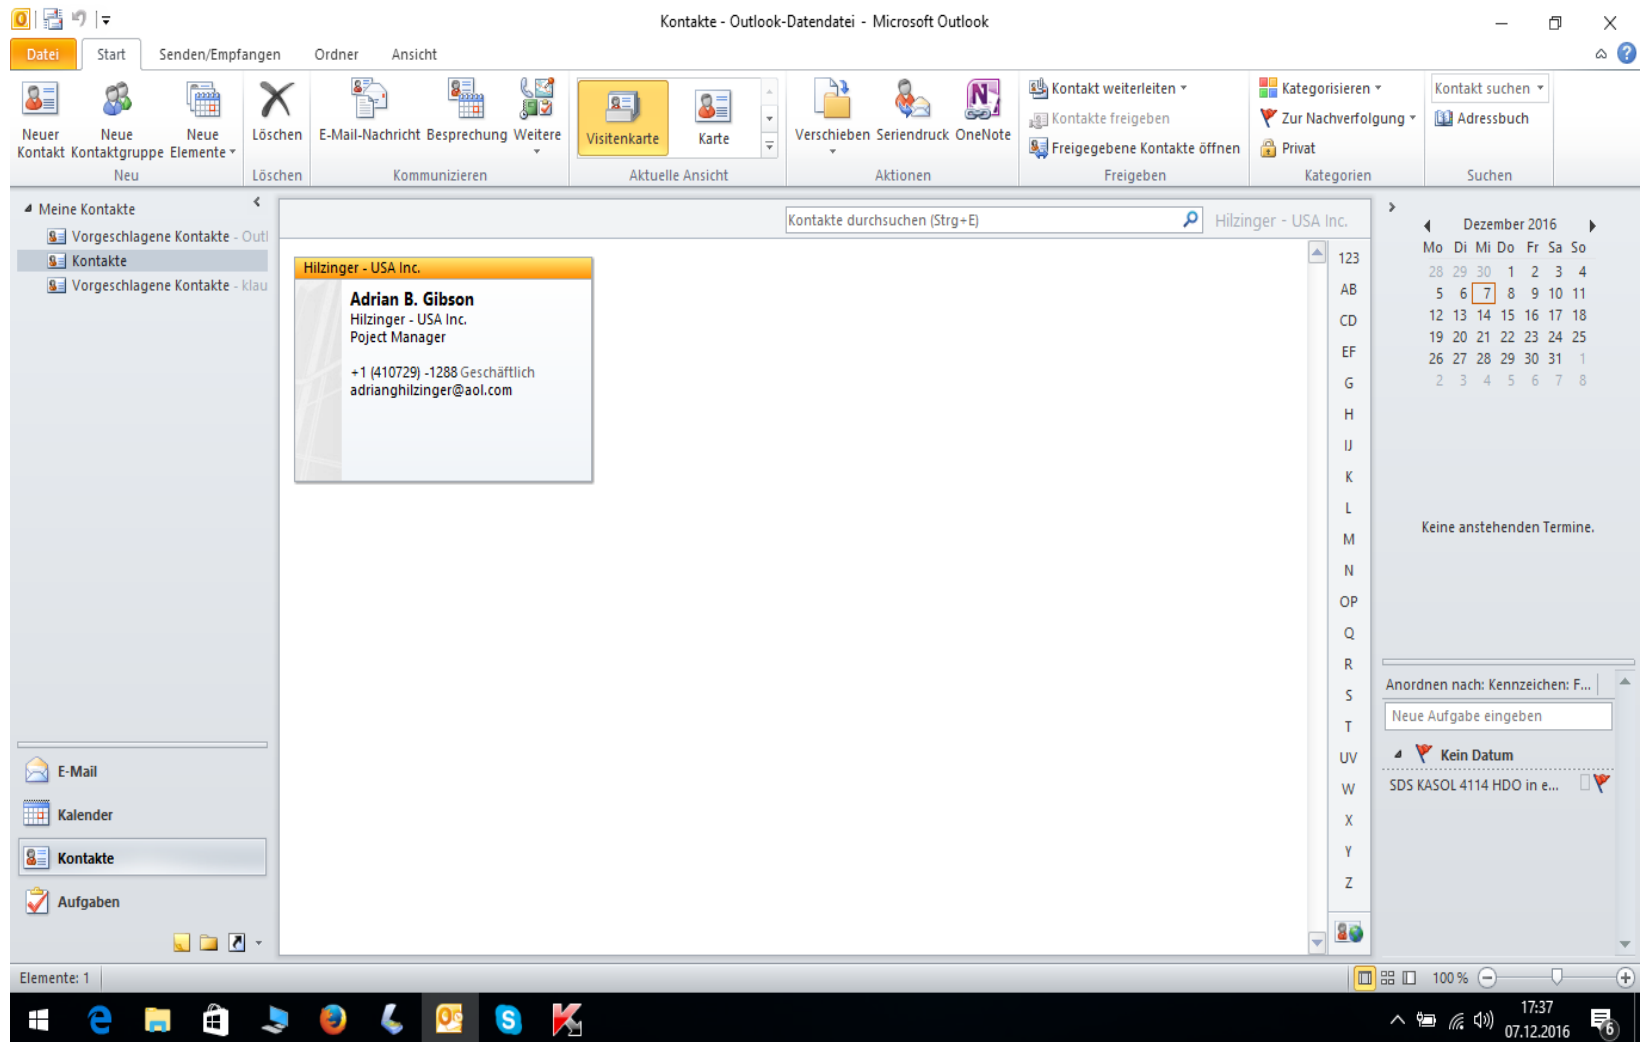 Kontakte - Outlook-Datendatei - Microsoft Outlook
Datei Start Senden/Empfangen Ordner Ansicht
Neuer Kontakt
Neue Kontaktgruppe
Neue Elemente
Löschen
E-Mail-Nachricht
Besprechung
Weitere
Visitenkarte
Karte
Verschieben
Seriendruck
OneNote
Kontakt weiterleiten
Kontakte freigeben
Freigegebene Kontakte öffnen
Kategorisieren
Zur Nachverfolgung
Privat
Kontakt suchen
Adressbuch
Neu Löschen Kommunizieren Aktuelle Ansicht Aktionen Freigeben Kategorien Suchen
Meine Kontakte
Vorgeschlagene Kontakte - Outl
Kontakte
Vorgeschlagene Kontakte - klau
E-Mail
Kalender
Kontakte
Aufgaben
Kontakte durchsuchen (Strg+E)
Hilzinger - USA Inc.
Hilzinger - USA Inc.
Adrian B. Gibson
Hilzinger - USA Inc.
Poject Manager
+1 (410729) -1288 Geschäftlich
adrianghilzinger@aol.com
123
AB
CD
EF
G
H
IJ
K
L
M
N
OP
Q
R
S
T
UV
W
X
Y
Z
Dezember 2016
Mo Di Mi Do Fr Sa So
28 29 30 1 2 3 4
5 6 7 8 9 10 11
12 13 14 15 16 17 18
19 20 21 22 23 24 25
26 27 28 29 30 31 1
2 3 4 5 6 7 8
Keine anstehenden Termine.
Anordnen nach: Kennzeichen: F...
Neue Aufgabe eingeben
Kein Datum
SDS KASOL 4114 HDO in e...
Elemente: 1
100 %
17:37
07.12.2016
6